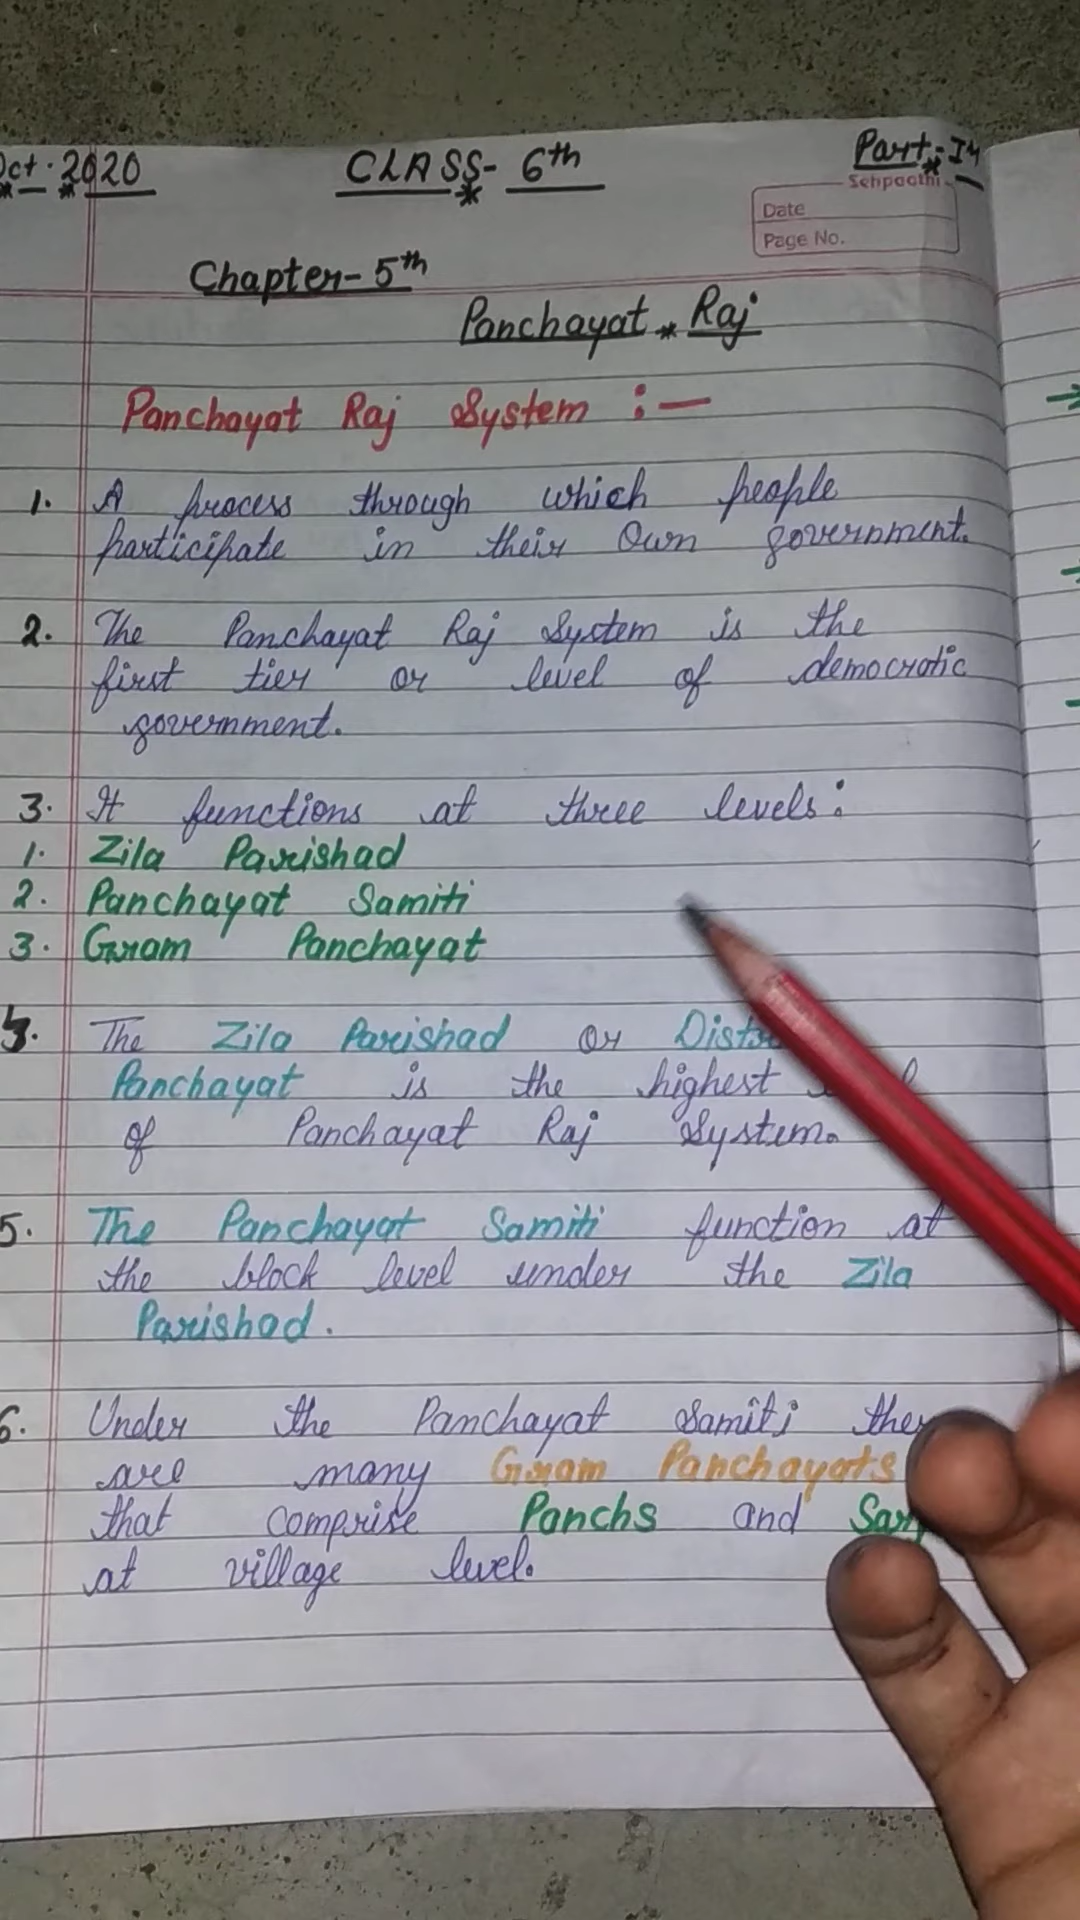 Oct. 2020 CLASS- 6th Part-
Sehpaathi
Date
Page No.
Chapter- 5th
Panchayat Raj
Panchayat Raj System :-
1. A process through which people
participate in their own government.
2. The Panchayat Raj System is the
first tier or level of democratic
government.
3. It functions at three levels:
1. Zila Parishad
2. Panchayat Samiti
3. Gram Panchayat
4. The Zila Parishad or
Panchayat is the highest
of Panchayat Raj System.
5. The Panchayat Samiti function at
the block level under the Zila
Parishad.
6. Under the Panchayat Samiti
are many Gram Panchayats
that comprise Panchs and
at village level.